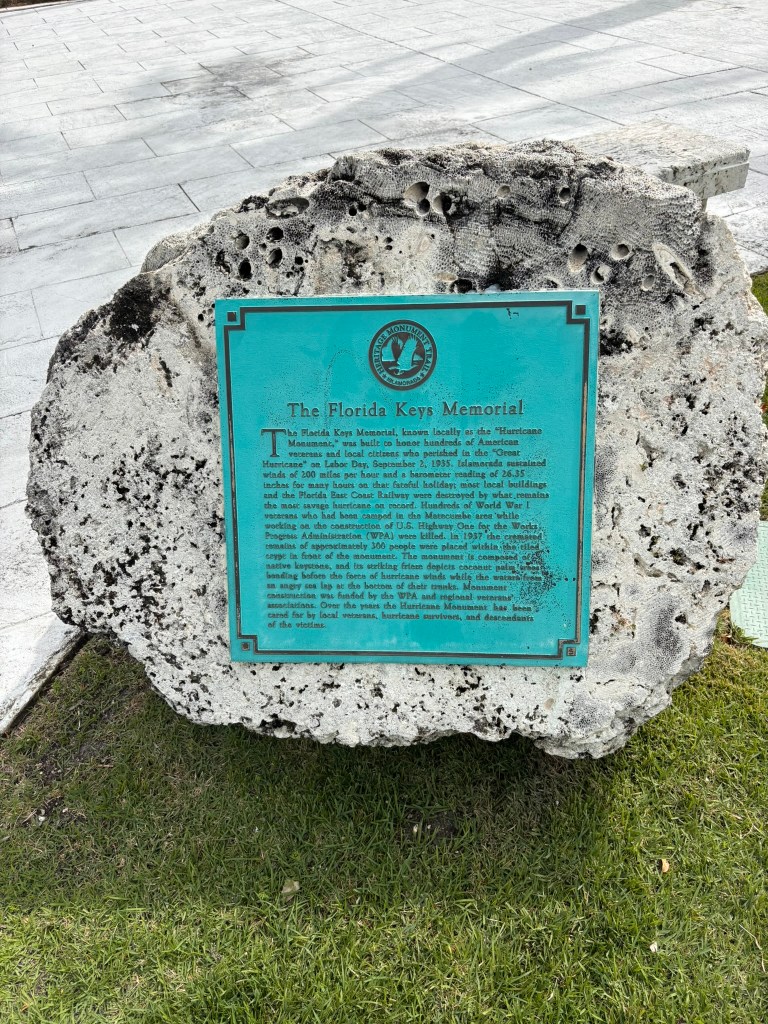 HERITAGE MONUMENT TRAIL
ISLAMORADA
The Florida Keys Memorial
The Florida Keys Memorial, known locally as the "Hurricane
Monument," was built to honor hundreds of American
veterans and local citizens who perished in the "Great
Hurricane" on Labor Day, September 2, 1935. Islamorada sustained
winds of 200 miles per hour and a barometer reading of 26.35
inches for many hours on that fateful holiday; most local buildings
and the Florida East Coast Railway were destroyed by what remains
the most savage hurricane on record. Hundreds of World War I
veterans who had been camped in the Matecumbe area while
working on the construction of U.S. Highway One for the Works
Progress Administration (WPA) were killed. In 1937 the cremated
remains of approximately 300 people were placed within the tiled
crypt in front of the monument. The monument is composed of
native keystone, and its striking frieze depicts coconut palm trees
bending before the force of hurricane winds while the waters from
an angry sea lap at the bottom of their trunks. Monument
construction was funded by the WPA and regional veterans'
associations. Over the years the Hurricane Monument has been
cared for by local veterans, hurricane survivors, and descendants
of the victims.